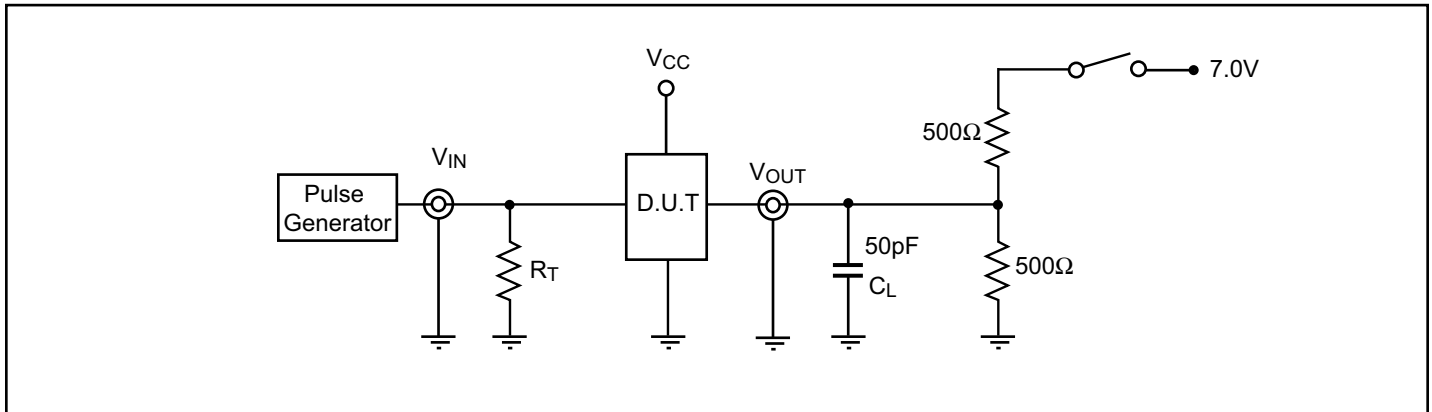 VCC
7.0V
500Ω
VIN
VOUT
Pulse
Generator
D.U.T
50pF
500Ω
RT
CL